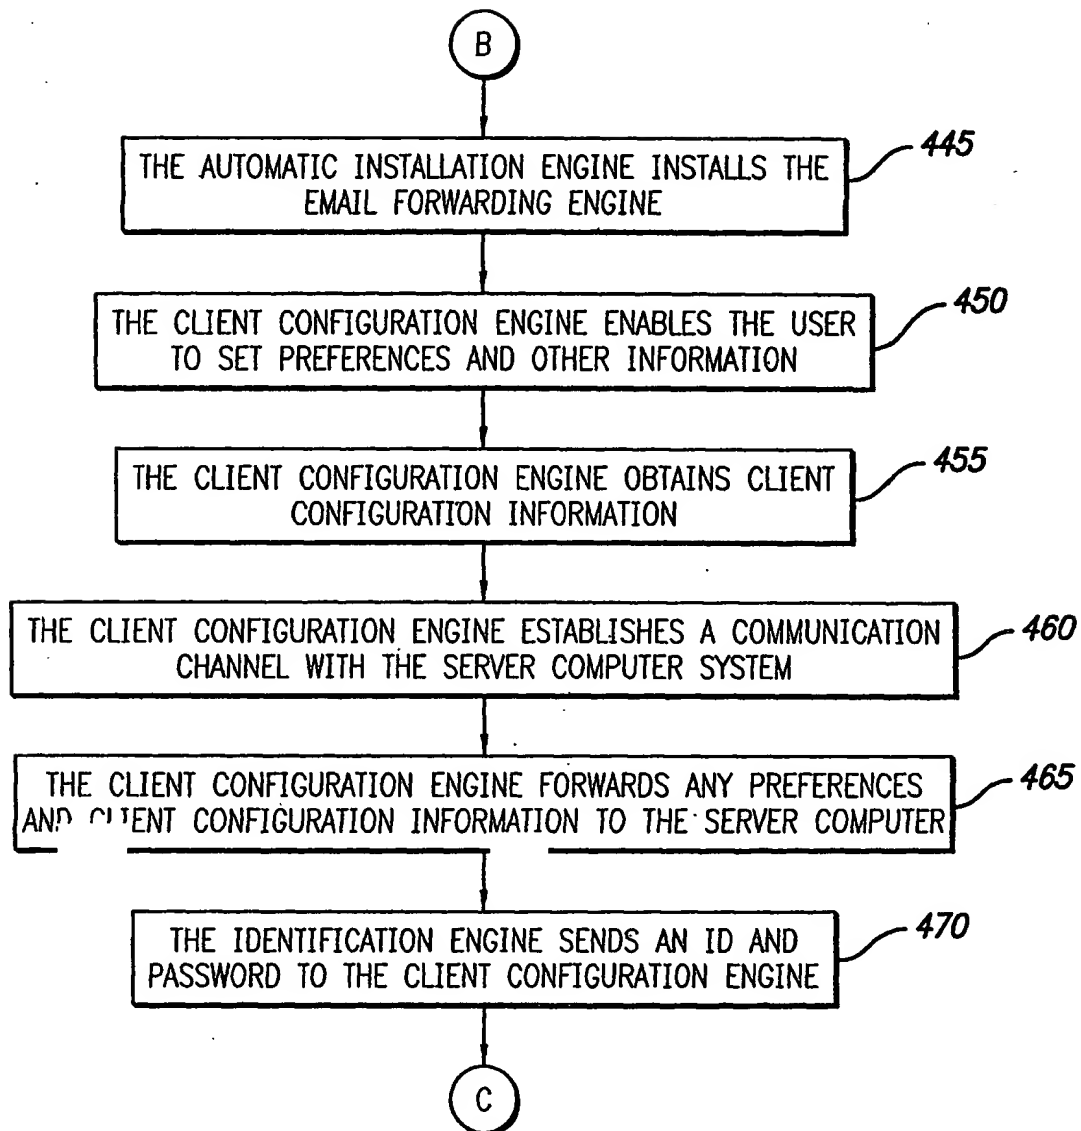 B
THE AUTOMATIC INSTALLATION ENGINE INSTALLS THE
EMAIL FORWARDING ENGINE
445
THE CLIENT CONFIGURATION ENGINE ENABLES THE USER
TO SET PREFERENCES AND OTHER INFORMATION
450
THE CLIENT CONFIGURATION ENGINE OBTAINS CLIENT
CONFIGURATION INFORMATION
455
THE CLIENT CONFIGURATION ENGINE ESTABLISHES A COMMUNICATION
CHANNEL WITH THE SERVER COMPUTER SYSTEM
460
THE CLIENT CONFIGURATION ENGINE FORWARDS ANY PREFERENCES
AND CLIENT CONFIGURATION INFORMATION TO THE SERVER COMPUTER
465
THE IDENTIFICATION ENGINE SENDS AN ID AND
PASSWORD TO THE CLIENT CONFIGURATION ENGINE
470
C